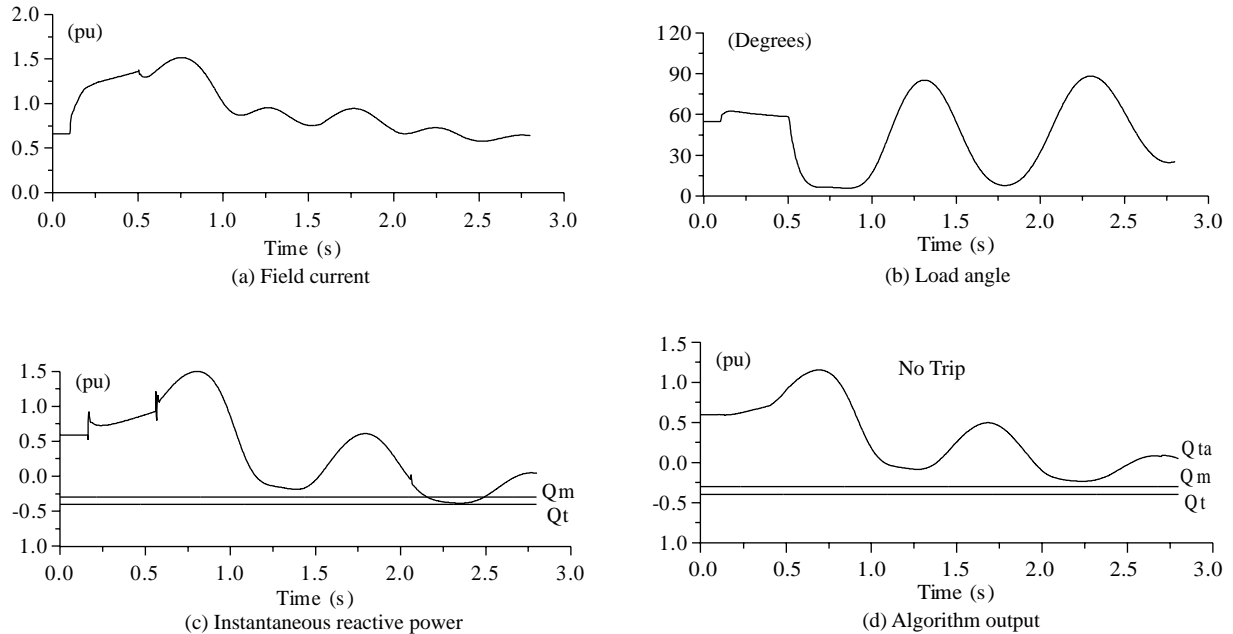 2.0
(pu)
1.5
1.0
0.5
0.0
0.0 0.5 1.0 1.5 2.0 2.5 3.0
Time (s)
(a) Field current
120
(Degrees)
90
60
30
0
0.0 0.5 1.0 1.5 2.0 2.5 3.0
Time (s)
(b) Load angle
1.5
(pu)
1.0
0.5
0.0
-0.5
1.0
Qm
Qt
0.0 0.5 1.0 1.5 2.0 2.5 3.0
Time (s)
(c) Instantaneous reactive power
1.5
(pu)
No Trip
1.0
0.5
0.0
-0.5
1.0
Qta
Qm
Qt
0.0 0.5 1.0 1.5 2.0 2.5 3.0
Time (s)
(d) Algorithm output